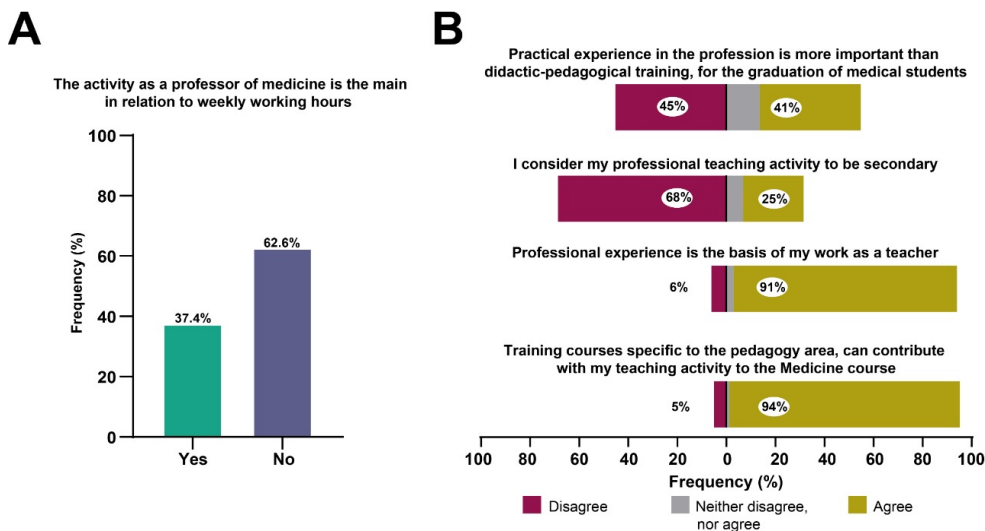 A
The activity as a professor of medicine is the main
in relation to weekly working hours
Frequency (%)
100
80
60
40
20
0
37.4%
62.6%
Yes
No
B
Practical experience in the profession is more important than
didactic-pedagogical training, for the graduation of medical students
45%
41%
I consider my professional teaching activity to be secondary
68%
25%
Professional experience is the basis of my work as a teacher
6%
91%
Training courses specific to the pedagogy area, can contribute
with my teaching activity to the Medicine course
5%
94%
100 80 60 40 20 0 20 40 60 80 100
Frequency (%)
Disagree
Neither disagree,
nor agree
Agree